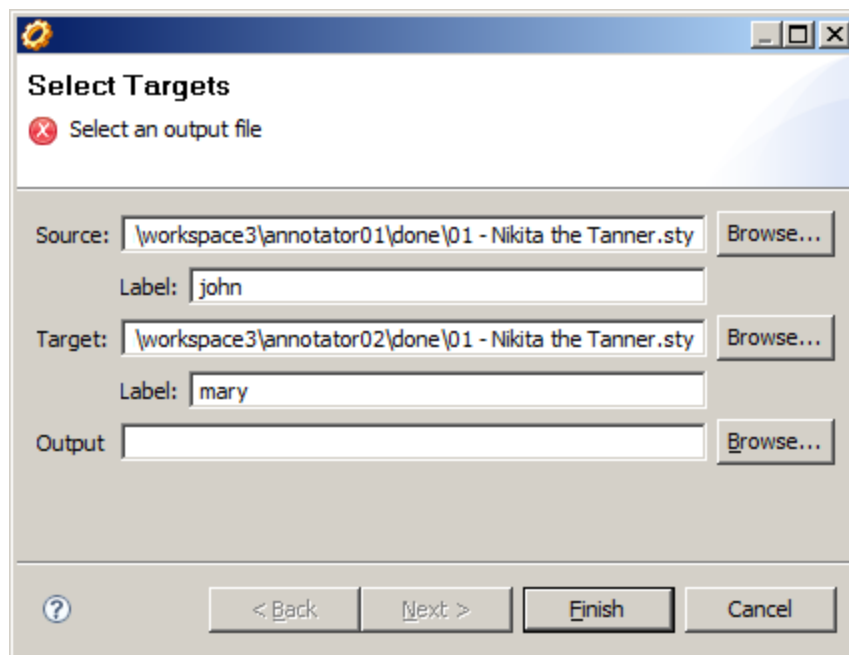 Select Targets
Select an output file
Source: \workspace3\annotator01\done\01 - Nikita the Tanner.sty Browse...
Label: john
Target: \workspace3\annotator02\done\01 - Nikita the Tanner.sty Browse...
Label: mary
Output Browse...
? < Back Next > Finish Cancel